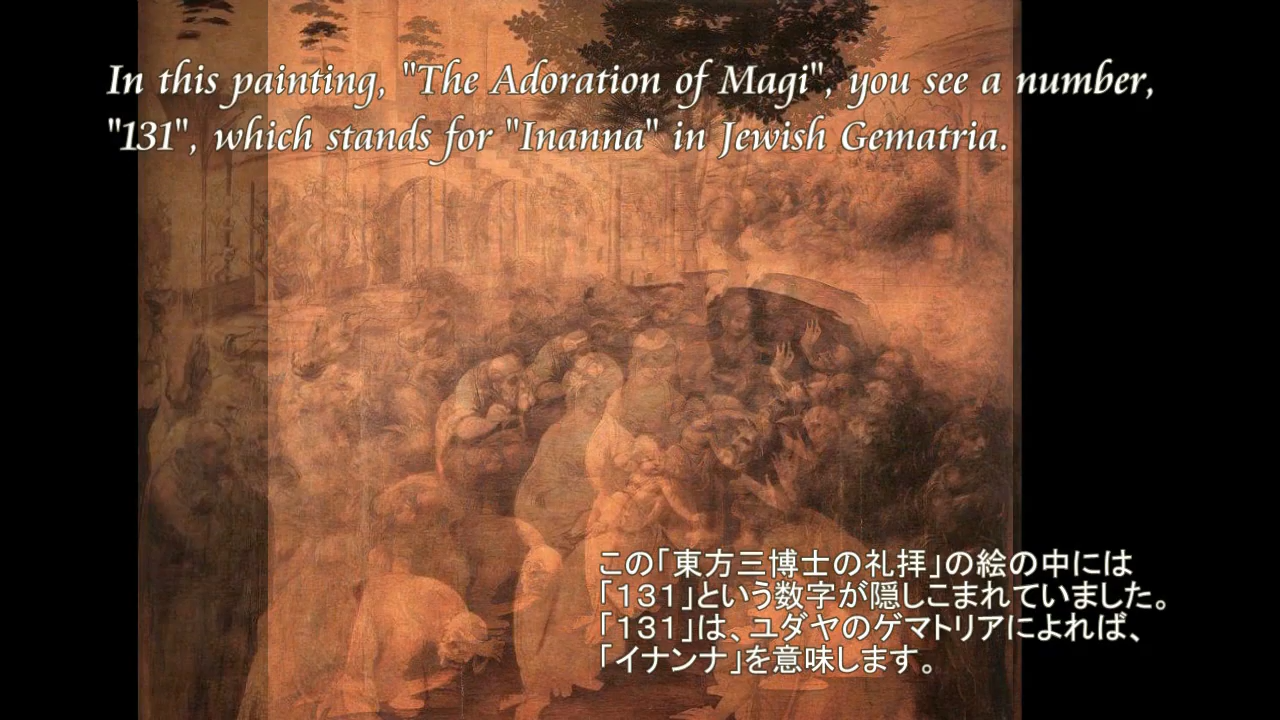 In this painting, "The Adoration of Magi", you see a number,
"131", which stands for "Inanna" in Jewish Gematria.
この「東方三博士の礼拝」の絵の中には
「１３１」という数字が隠しこまれていました。
「１３１」は、ユダヤのゲマトリアによれば、
「イナンナ」を意味します。